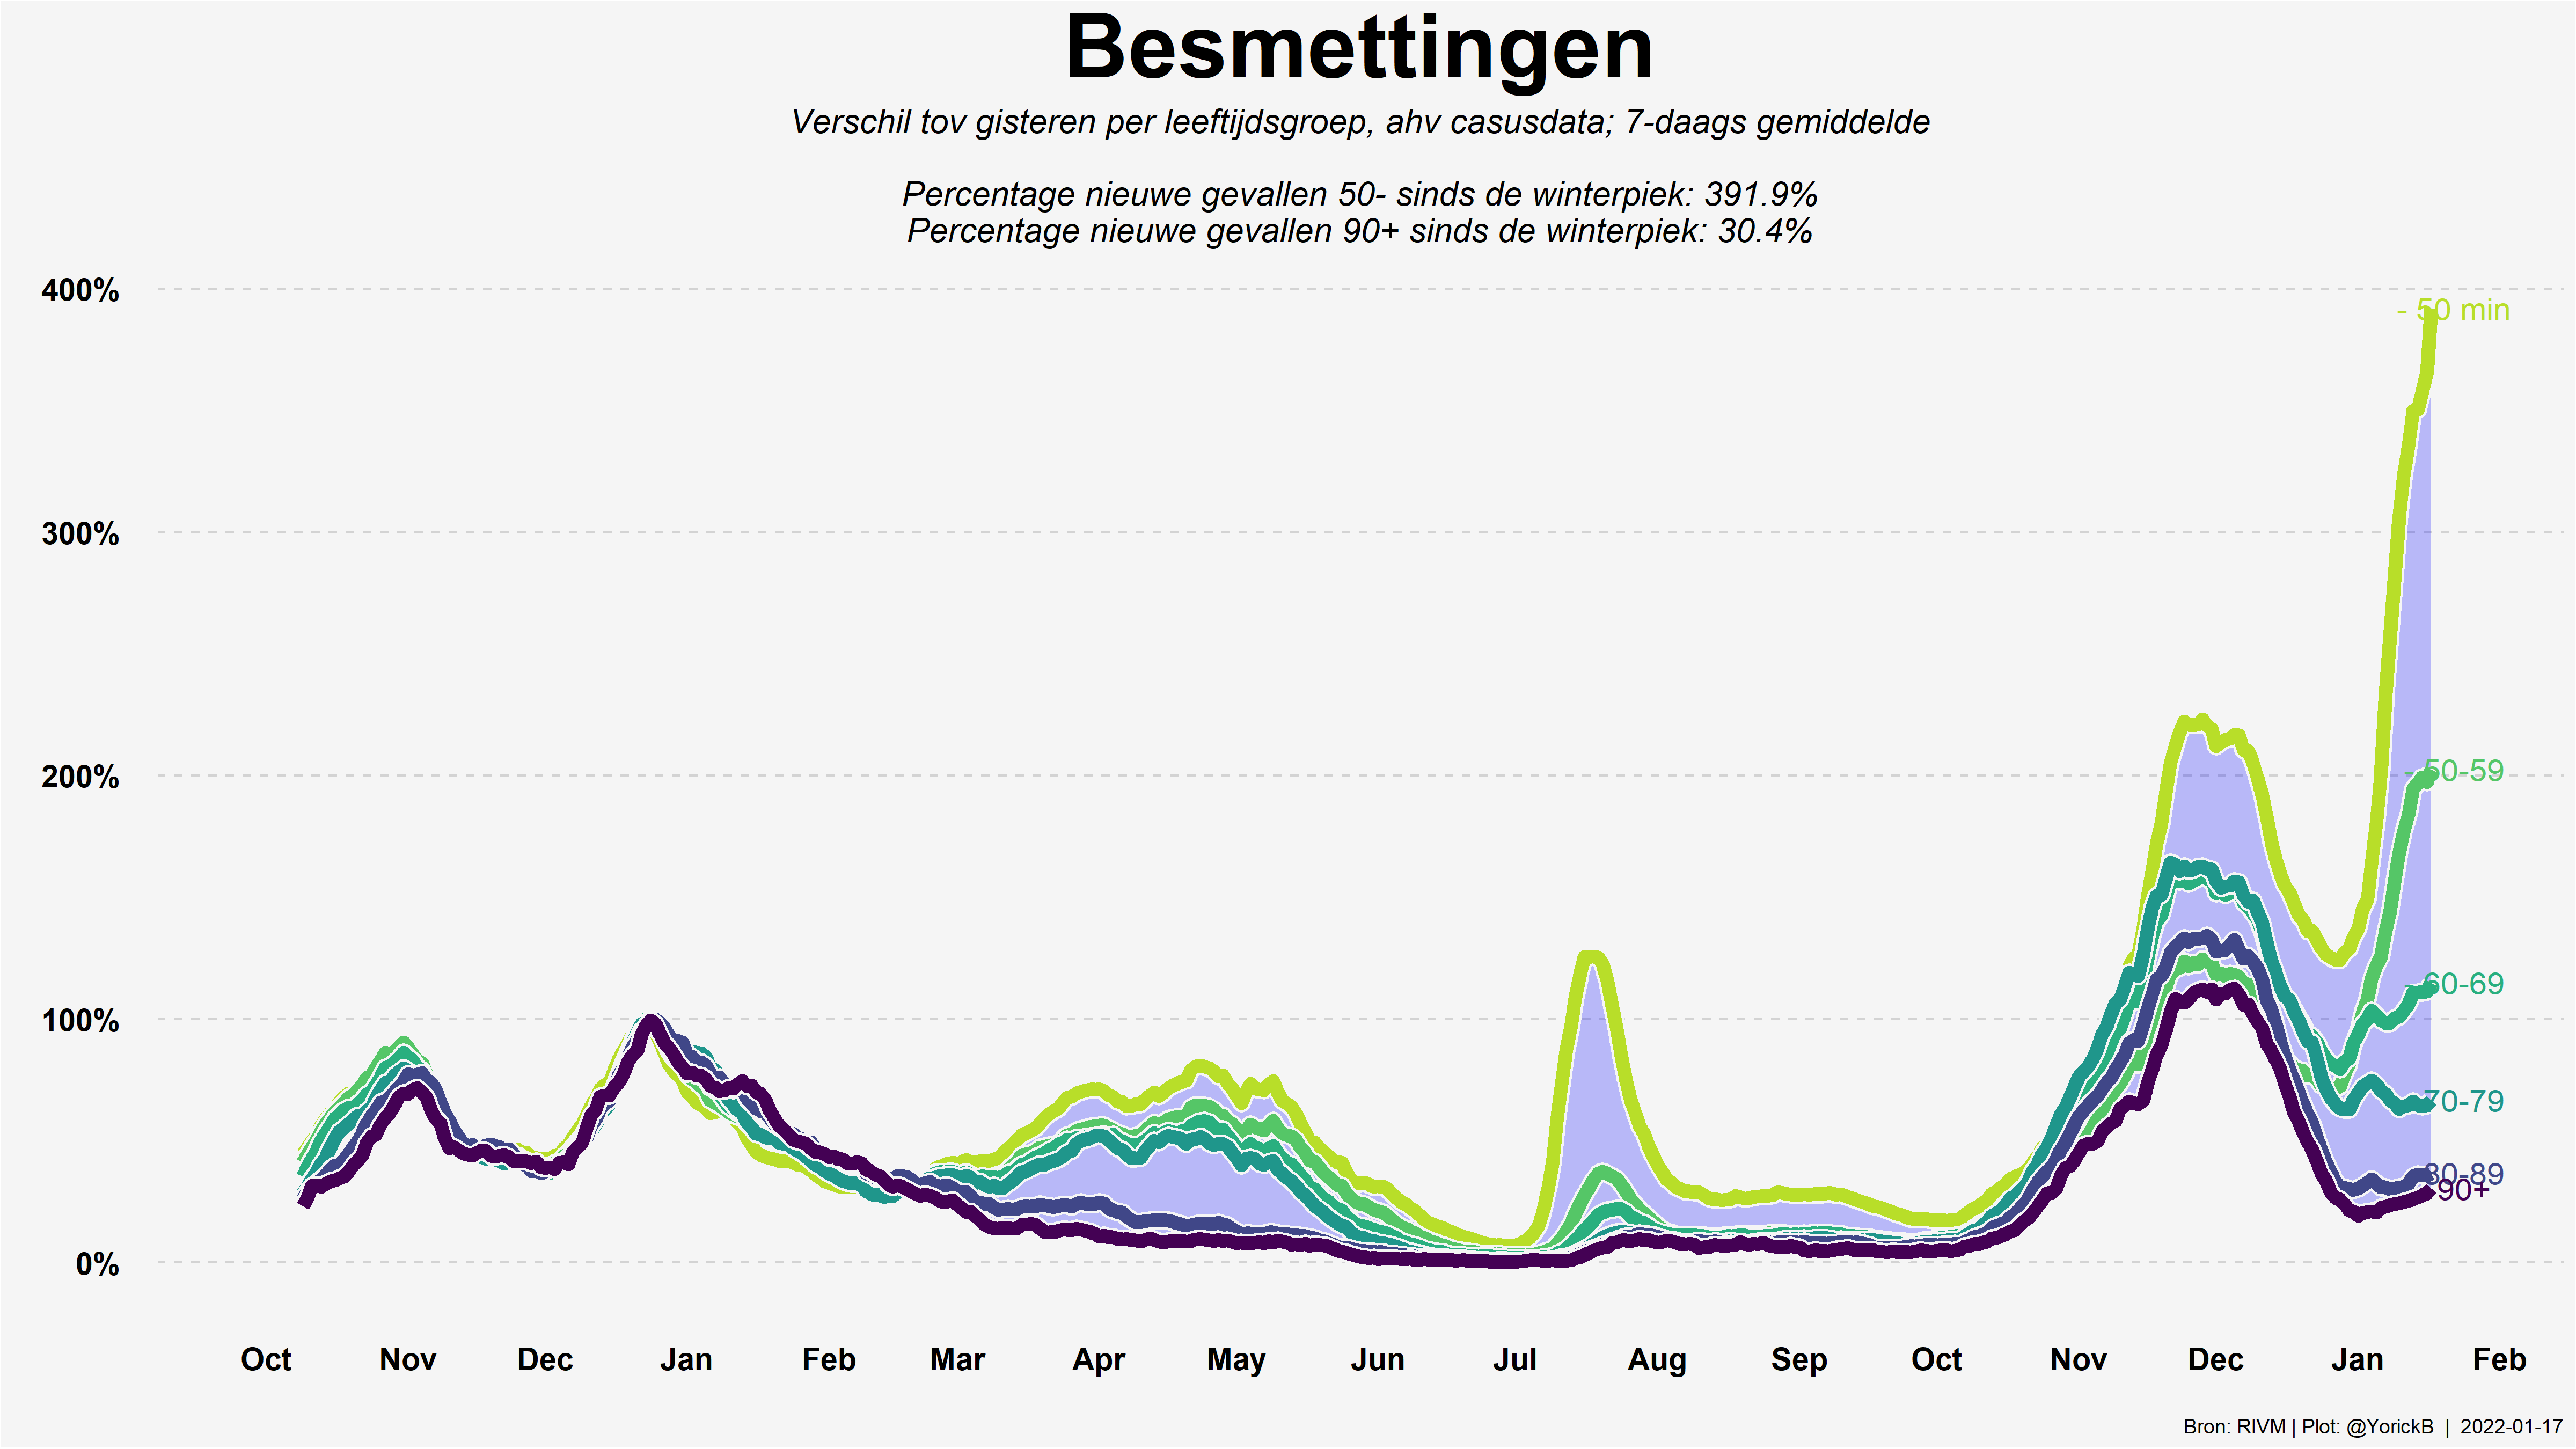 Besmettingen
Verschil tov gisteren per leeftijdsgroep, ahv casusdata; 7-daags gemiddelde
Percentage nieuwe gevallen 50- sinds de winterpiek: 391.9%
Percentage nieuwe gevallen 90+ sinds de winterpiek: 30.4%
400%
- 50 min
300%
200%
50-59
100%
60-69
70-79
80-89
90+
0%
Oct Nov Dec Jan Feb Mar Apr May Jun Jul Aug Sep Oct Nov Dec Jan Feb
Bron: RIVM | Plot: @YorickB | 2022-01-17